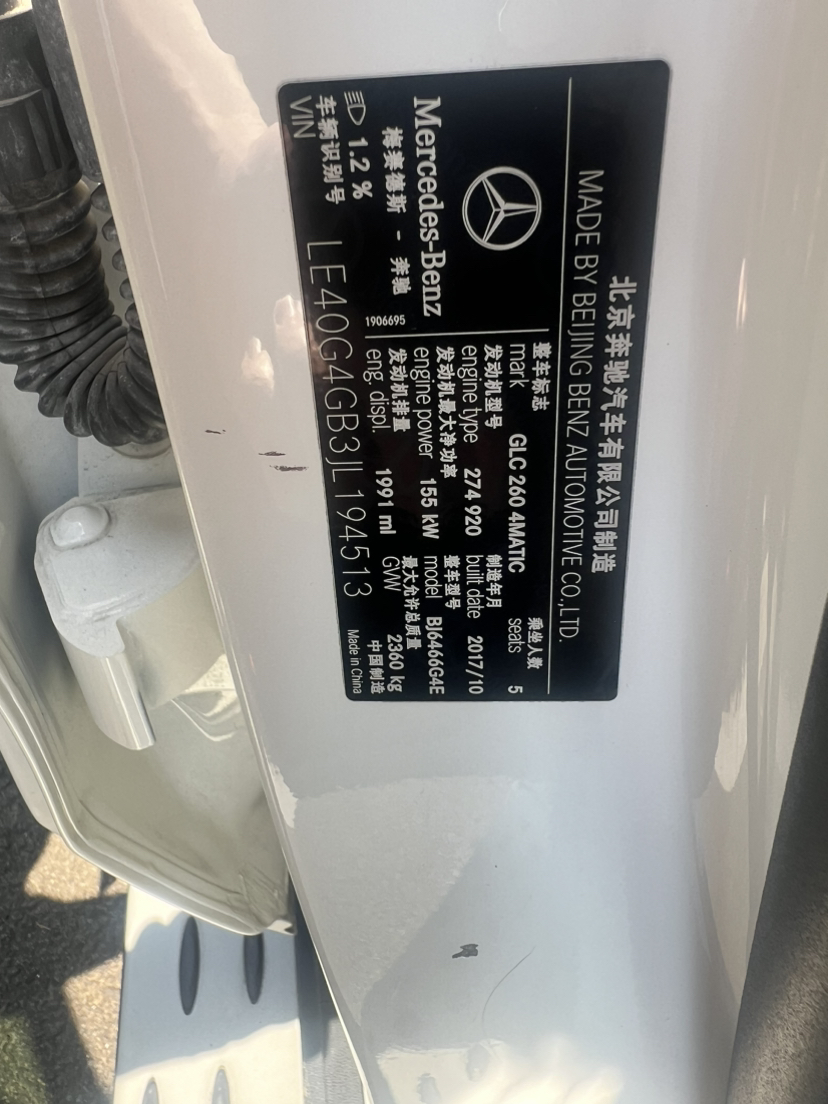 北京奔驰汽车有限公司制造
MADE BY BEIJING BENZ AUTOMOTIVE CO.,LTD.
Mercedes-Benz
梅赛德斯 - 奔驰
1.2 %
1906695
整车标志
mark GLC 260 4MATIC
乘坐人数
seats 5
发动机型号
engine type 274 920
制造年月
built date 2017/10
发动机最大净功率
engine power 155 kW
整车型号
model BJ6466G4E
发动机排量
eng. displ. 1991 ml
最大允许总质量
GVW 2360 kg
车辆识别号
VIN LE40G4GB3JL194513
中国制造
Made in China